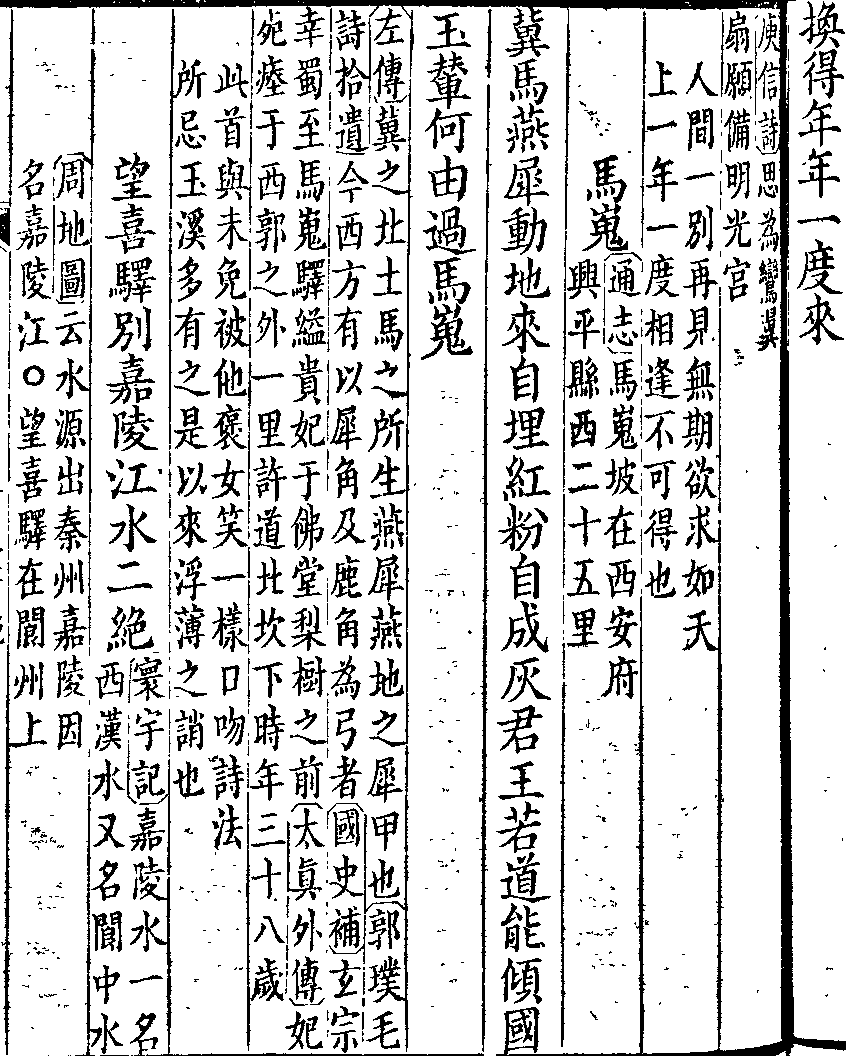 換得年年一度來
庾信詩思為鸞翼
扇願備明光宮
人間一別再見無期欲求如天
上一年一度相逢不可得也
馬嵬
通志馬嵬坡在西安府
興平縣西二十五里
冀馬燕犀動地來自埋紅粉自成灰君王若道能傾國
玉輦何由過馬嵬
左傳冀之北土馬之所生燕犀燕地之犀甲也郭璞毛
詩拾遺今西方有以犀角及鹿角為弓者國史補玄宗
幸蜀至馬嵬驛縊貴妃于佛堂梨樹之前太真外傳妃
死瘞于西郭之外一里許道北坎下時年三十八歲
此首與未免被他褒女笑一樣口吻詩法
所忌玉溪多有之是以來浮薄之誚也
望喜驛別嘉陵江水二絶
寰宇記嘉陵水一名
西漢水又名閬中水
周地圖云水源出秦州嘉陵因
名嘉陵江○望喜驛在閬州上